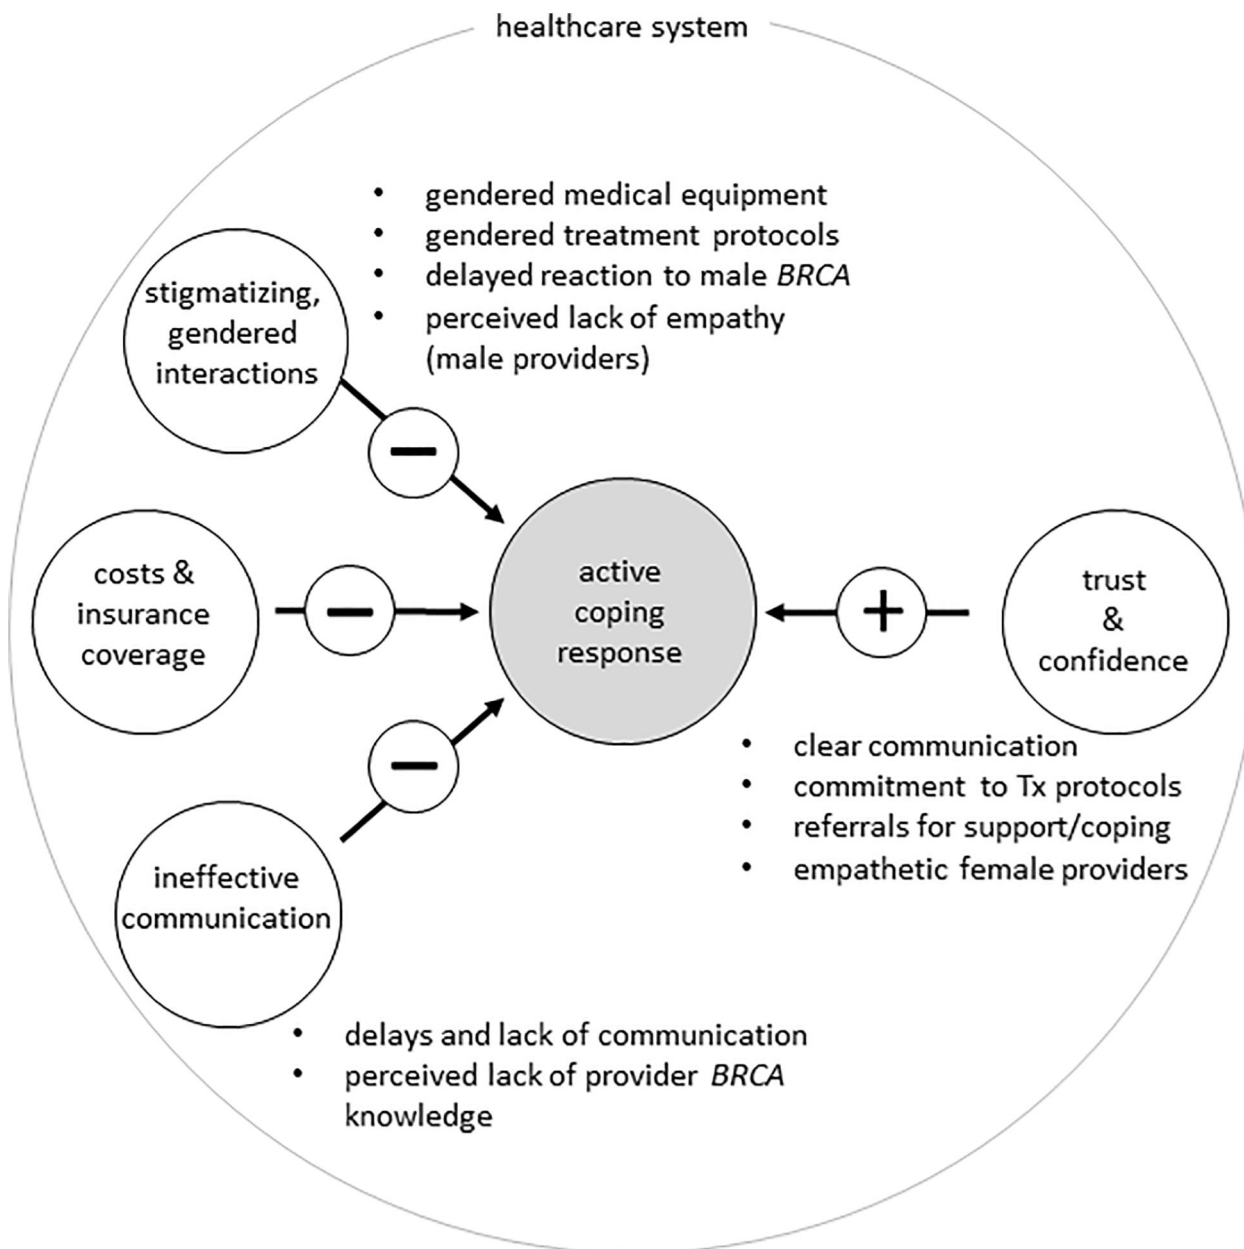 healthcare system
• gendered medical equipment
• gendered treatment protocols
• delayed reaction to male BRCA
• perceived lack of empathy
(male providers)
stigmatizing,
gendered
interactions
−
costs &
insurance
coverage
−
active
coping
response
+
trust
&
confidence
−
• clear communication
• commitment to Tx protocols
• referrals for support/coping
• empathetic female providers
ineffective
communication
• delays and lack of communication
• perceived lack of provider BRCA
knowledge